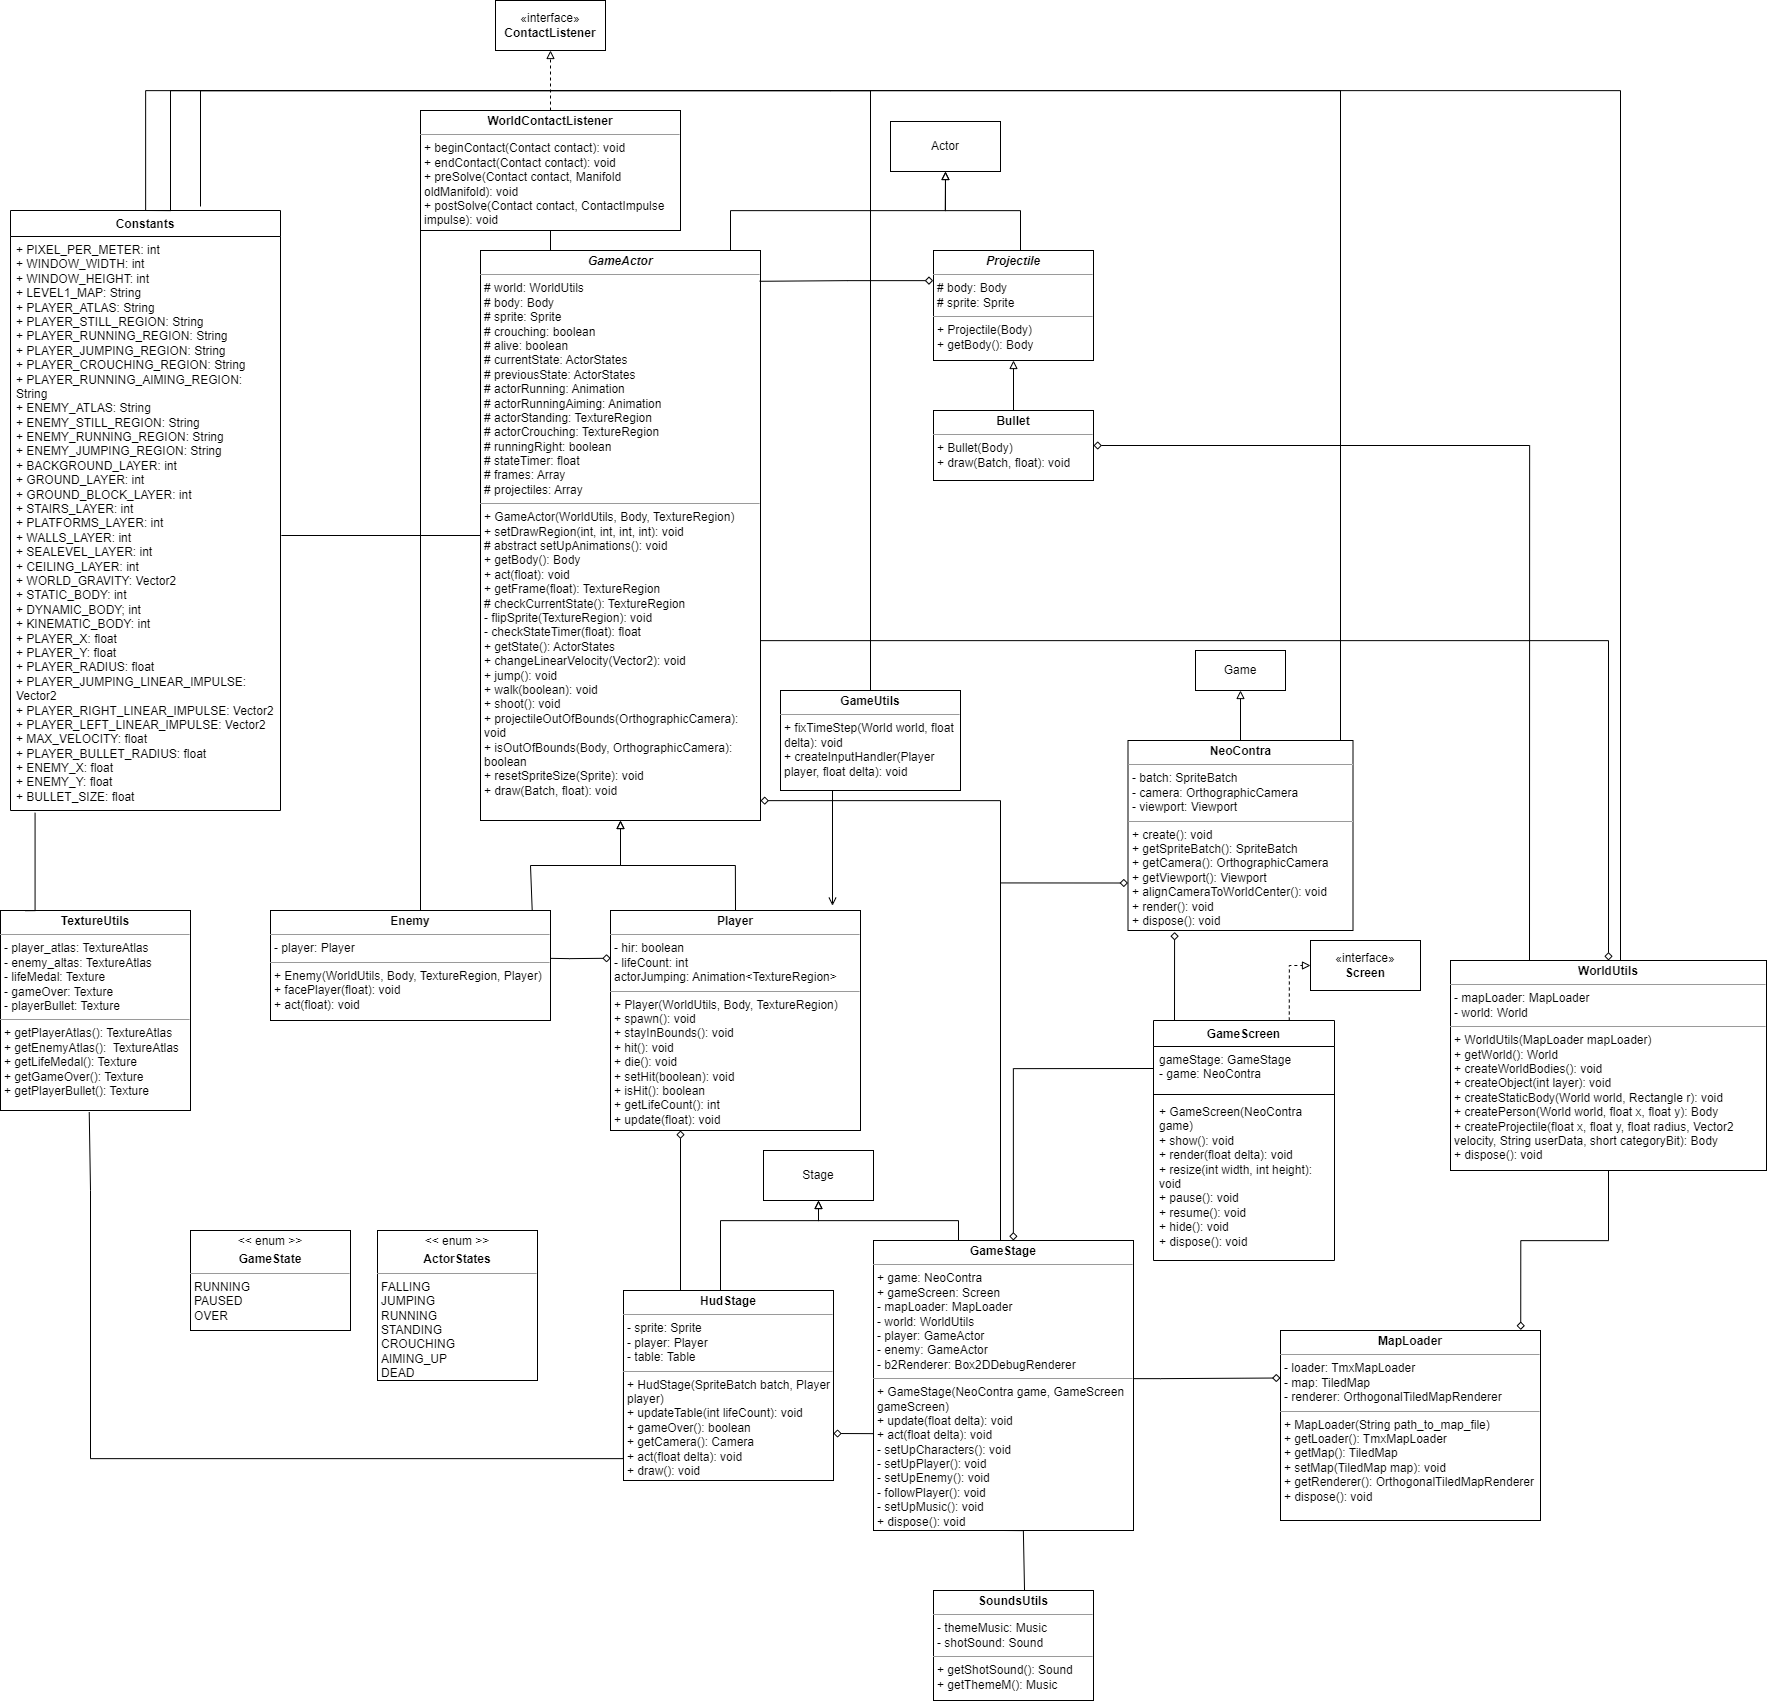 «interface»
ContactListener
WorldContactListener
+ beginContact(Contact contact): void
+ endContact(Contact contact): void
+ preSolve(Contact contact, Manifold
oldManifold): void
+ postSolve(Contact contact, ContactImpulse
impulse): void
Actor
Constants
+ PIXEL_PER_METER: int
+ WINDOW_WIDTH: int
+ WINDOW_HEIGHT: int
+ LEVEL1_MAP: String
+ PLAYER_ATLAS: String
+ PLAYER_STILL_REGION: String
+ PLAYER_RUNNING_REGION: String
+ PLAYER_JUMPING_REGION: String
+ PLAYER_CROUCHING_REGION: String
+ PLAYER_RUNNING_AIMING_REGION:
String
+ ENEMY_ATLAS: String
+ ENEMY_STILL_REGION: String
+ ENEMY_RUNNING_REGION: String
+ ENEMY_JUMPING_REGION: String
+ BACKGROUND_LAYER: int
+ GROUND_LAYER: int
+ GROUND_BLOCK_LAYER: int
+ STAIRS_LAYER: int
+ PLATFORMS_LAYER: int
+ WALLS_LAYER: int
+ SEALEVEL_LAYER: int
+ CEILING_LAYER: int
+ WORLD_GRAVITY: Vector2
+ STATIC_BODY: int
+ DYNAMIC_BODY; int
+ KINEMATIC_BODY: int
+ PLAYER_X: float
+ PLAYER_Y: float
+ PLAYER_RADIUS: float
+ PLAYER_JUMPING_LINEAR_IMPULSE:
Vector2
+ PLAYER_RIGHT_LINEAR_IMPULSE: Vector2
+ PLAYER_LEFT_LINEAR_IMPULSE: Vector2
+ MAX_VELOCITY: float
+ PLAYER_BULLET_RADIUS: float
+ ENEMY_X: float
+ ENEMY_Y: float
+ BULLET_SIZE: float
GameActor
# world: WorldUtils
# body: Body
# sprite: Sprite
# crouching: boolean
# alive: boolean
# currentState: ActorStates
# previousState: ActorStates
# actorRunning: Animation
# actorRunningAiming: Animation
# actorStanding: TextureRegion
# actorCrouching: TextureRegion
# runningRight: boolean
# stateTimer: float
# frames: Array
# projectiles: Array
+ GameActor(WorldUtils, Body, TextureRegion)
+ setDrawRegion(int, int, int, int): void
# abstract setUpAnimations(): void
+ getBody(): Body
+ act(float): void
+ getFrame(float): TextureRegion
# checkCurrentState(): TextureRegion
- flipSprite(TextureRegion): void
- checkStateTimer(float): float
+ getState(): ActorStates
+ changeLinearVelocity(Vector2): void
+ jump(): void
+ walk(boolean): void
+ shoot(): void
+ projectileOutOfBounds(OrthographicCamera):
void
+ isOutOfBounds(Body, OrthographicCamera):
boolean
+ resetSpriteSize(Sprite): void
+ draw(Batch, float): void
Projectile
# body: Body
# sprite: Sprite
+ Projectile(Body)
+ getBody(): Body
Bullet
+ Bullet(Body)
+ draw(Batch, float): void
GameUtils
+ fixTimeStep(World world, float
delta): void
+ createInputHandler(Player
player, float delta): void
Game
NeoContra
- batch: SpriteBatch
- camera: OrthographicCamera
- viewport: Viewport
+ create(): void
+ getSpriteBatch(): SpriteBatch
+ getCamera(): OrthographicCamera
+ getViewport(): Viewport
+ alignCameraToWorldCenter(): void
+ render(): void
+ dispose(): void
TextureUtils
- player_atlas: TextureAtlas
- enemy_altas: TextureAtlas
- lifeMedal: Texture
- gameOver: Texture
- playerBullet: Texture
+ getPlayerAtlas(): TextureAtlas
+ getEnemyAtlas():  TextureAtlas
+ getLifeMedal(): Texture
+ getGameOver(): Texture
+ getPlayerBullet(): Texture
Enemy
- player: Player
+ Enemy(WorldUtils, Body, TextureRegion, Player)
+ facePlayer(float): void
+ act(float): void
Player
- hir: boolean
- lifeCount: int
actorJumping: Animation<TextureRegion>
+ Player(WorldUtils, Body, TextureRegion)
+ spawn(): void
+ stayInBounds(): void
+ hit(): void
+ die(): void
+ setHit(boolean): void
+ isHit(): boolean
+ getLifeCount(): int
+ update(float): void
«interface»
Screen
GameScreen
gameStage: GameStage
- game: NeoContra
+ GameScreen(NeoContra
game)
+ show(): void
+ render(float delta): void
+ resize(int width, int height):
void
+ pause(): void
+ resume(): void
+ hide(): void
+ dispose(): void
WorldUtils
- mapLoader: MapLoader
- world: World
+ WorldUtils(MapLoader mapLoader)
+ getWorld(): World
+ createWorldBodies(): void
+ createObject(int layer): void
+ createStaticBody(World world, Rectangle r): void
+ createPerson(World world, float x, float y): Body
+ createProjectile(float x, float y, float radius, Vector2
velocity, String userData, short categoryBit): Body
+ dispose(): void
Stage
<< enum >>
GameState
RUNNING
PAUSED
OVER
<< enum >>
ActorStates
FALLING
JUMPING
RUNNING
STANDING
CROUCHING
AIMING_UP
DEAD
HudStage
- sprite: Sprite
- player: Player
- table: Table
+ HudStage(SpriteBatch batch, Player
player)
+ updateTable(int lifeCount): void
+ gameOver(): boolean
+ getCamera(): Camera
+ act(float delta): void
+ draw(): void
GameStage
+ game: NeoContra
+ gameScreen: Screen
- mapLoader: MapLoader
- world: WorldUtils
- player: GameActor
- enemy: GameActor
- b2Renderer: Box2DDebugRenderer
+ GameStage(NeoContra game, GameScreen
gameScreen)
+ update(float delta): void
+ act(float delta): void
- setUpCharacters(): void
- setUpPlayer(): void
- setUpEnemy(): void
- followPlayer(): void
- setUpMusic(): void
+ dispose(): void
MapLoader
- loader: TmxMapLoader
- map: TiledMap
- renderer: OrthogonalTiledMapRenderer
+ MapLoader(String path_to_map_file)
+ getLoader(): TmxMapLoader
+ getMap(): TiledMap
+ setMap(TiledMap map): void
+ getRenderer(): OrthogonalTiledMapRenderer
+ dispose(): void
SoundsUtils
- themeMusic: Music
- shotSound: Sound
+ getShotSound(): Sound
+ getThemeM(): Music